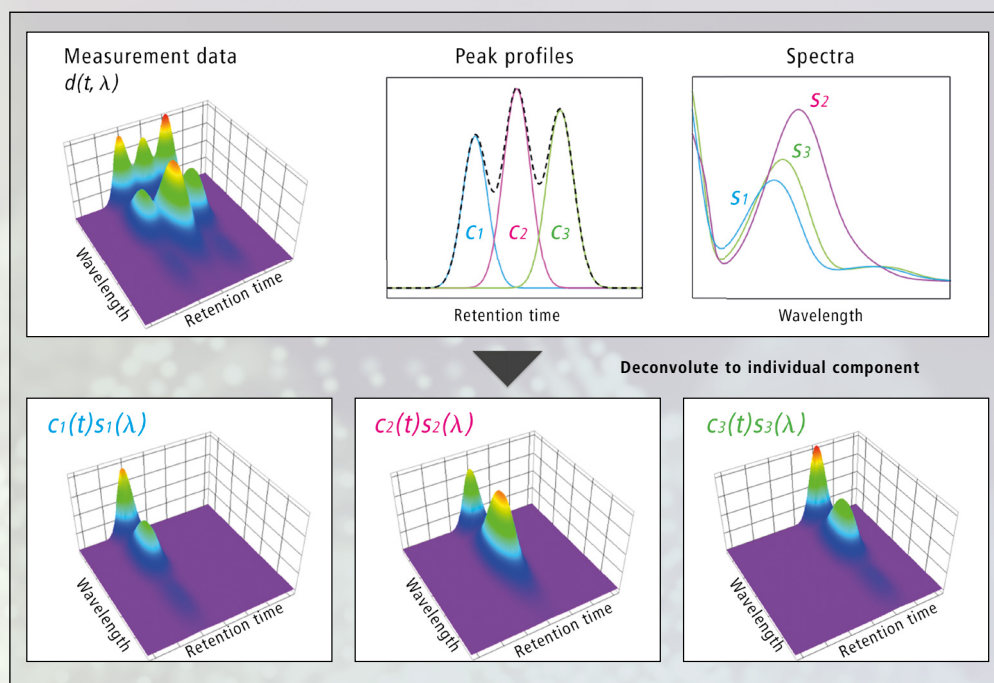 Measurement data
d(t, λ)
Wavelength
Retention time
Peak profiles
C1
C2
C3
Retention time
Spectra
S1
S2
S3
Wavelength
Deconvolute to individual component
c1(t)s1(λ)
Wavelength
Retention time
c2(t)s2(λ)
Wavelength
Retention time
c3(t)s3(λ)
Wavelength
Retention time